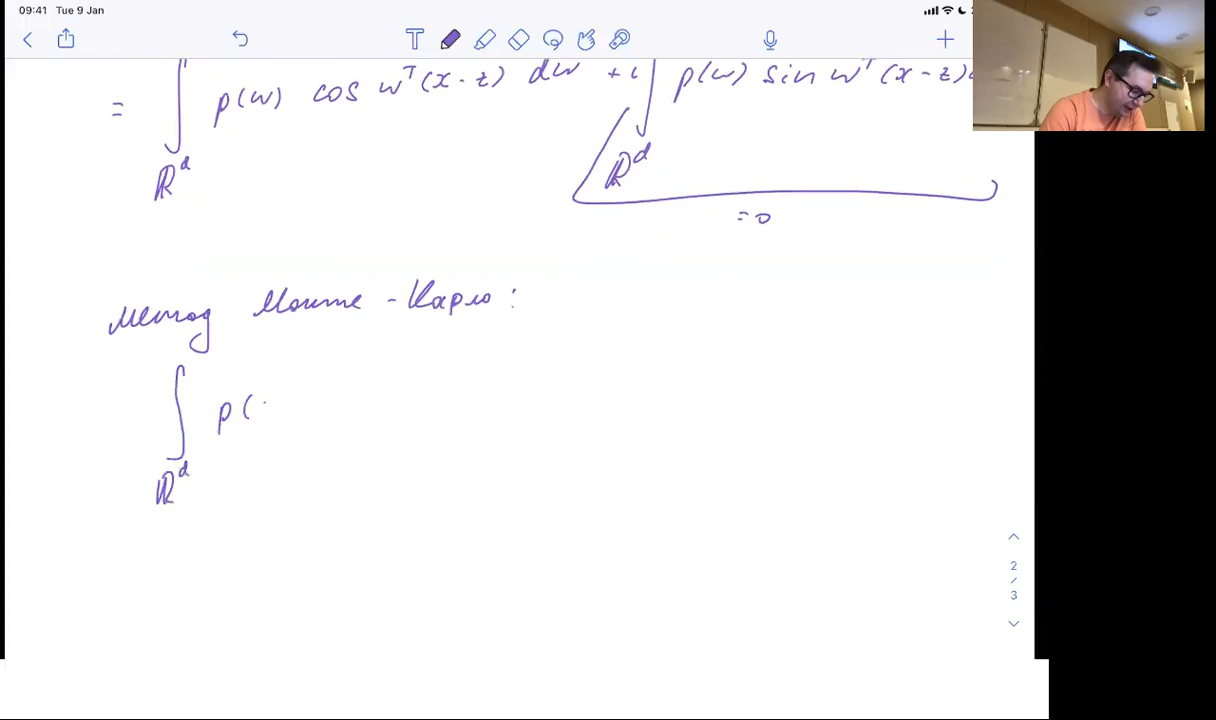 09:41 Tue 9 Jan
= ∫ p(w) cos wᵀ(x - z) dw + i ∫ p(w) sin wᵀ(x - z)
ℝᵈ ℝᵈ
= 0
Метод Монте - Карло :
∫ p(
ℝᵈ
2
/
3